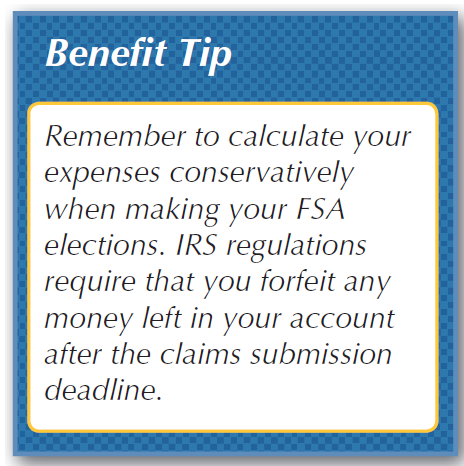 Benefit Tip
Remember to calculate your
expenses conservatively
when making your FSA
elections. IRS regulations
require that you forfeit any
money left in your account
after the claims submission
deadline.